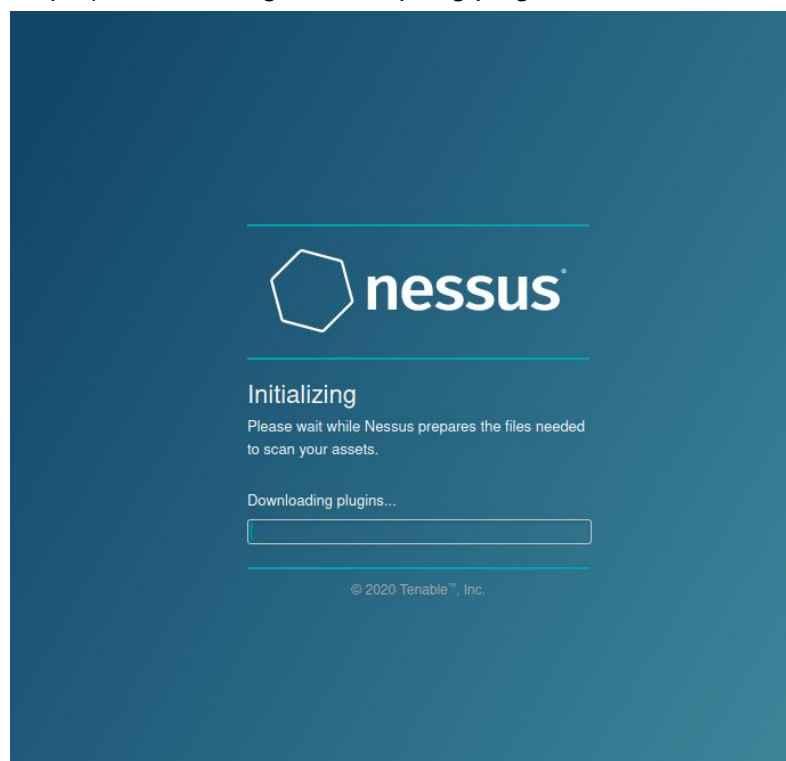 nessus®
Initializing
Please wait while Nessus prepares the files needed
to scan your assets.
Downloading plugins...
© 2020 Tenable™, Inc.